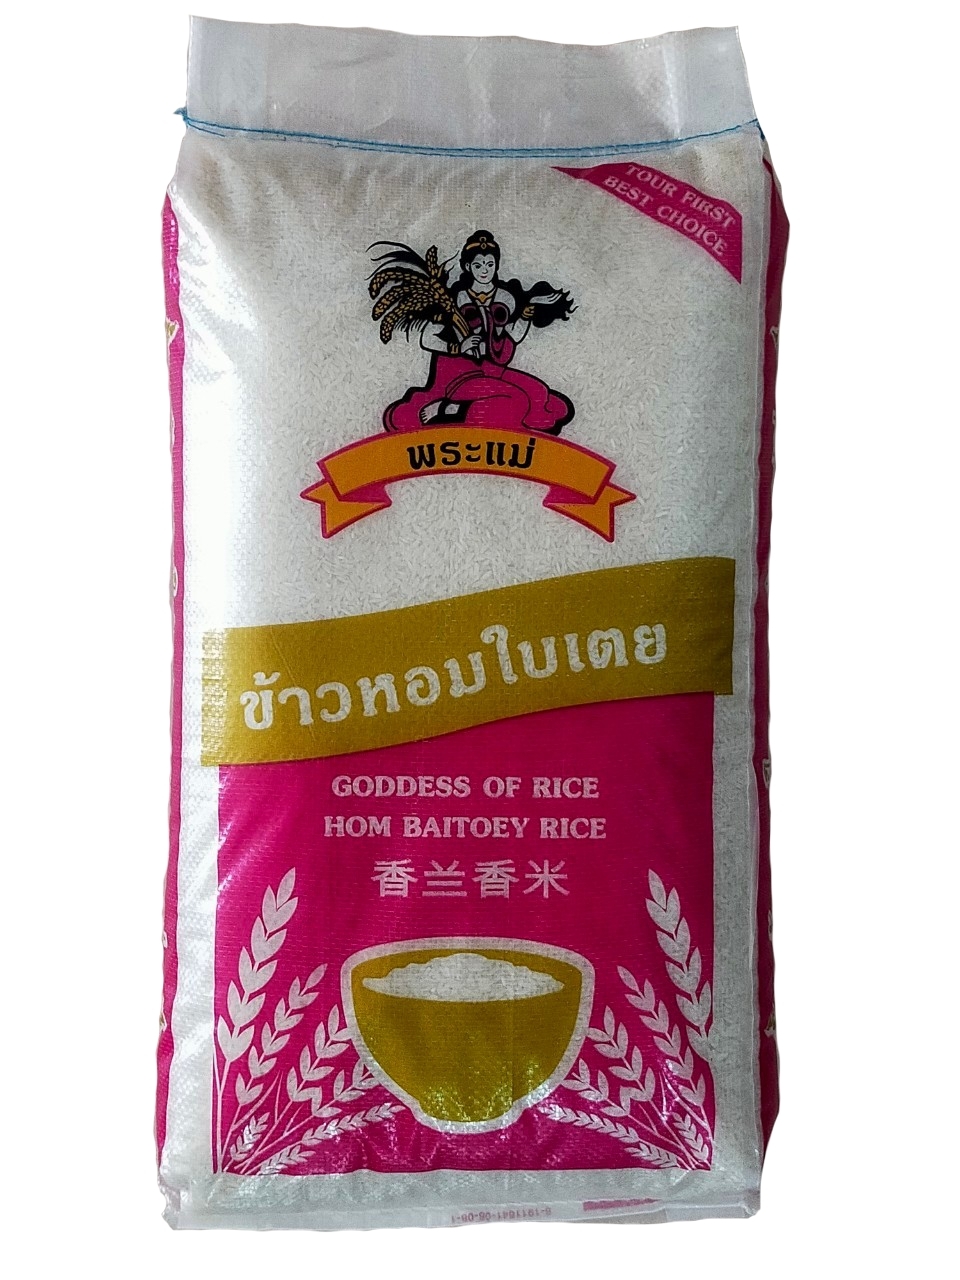 TOUR FIRST
BEST CHOICE
พระแม่
ข้าวหอมใบเตย
GODDESS OF RICE
HOM BAITOEY RICE
香兰香米